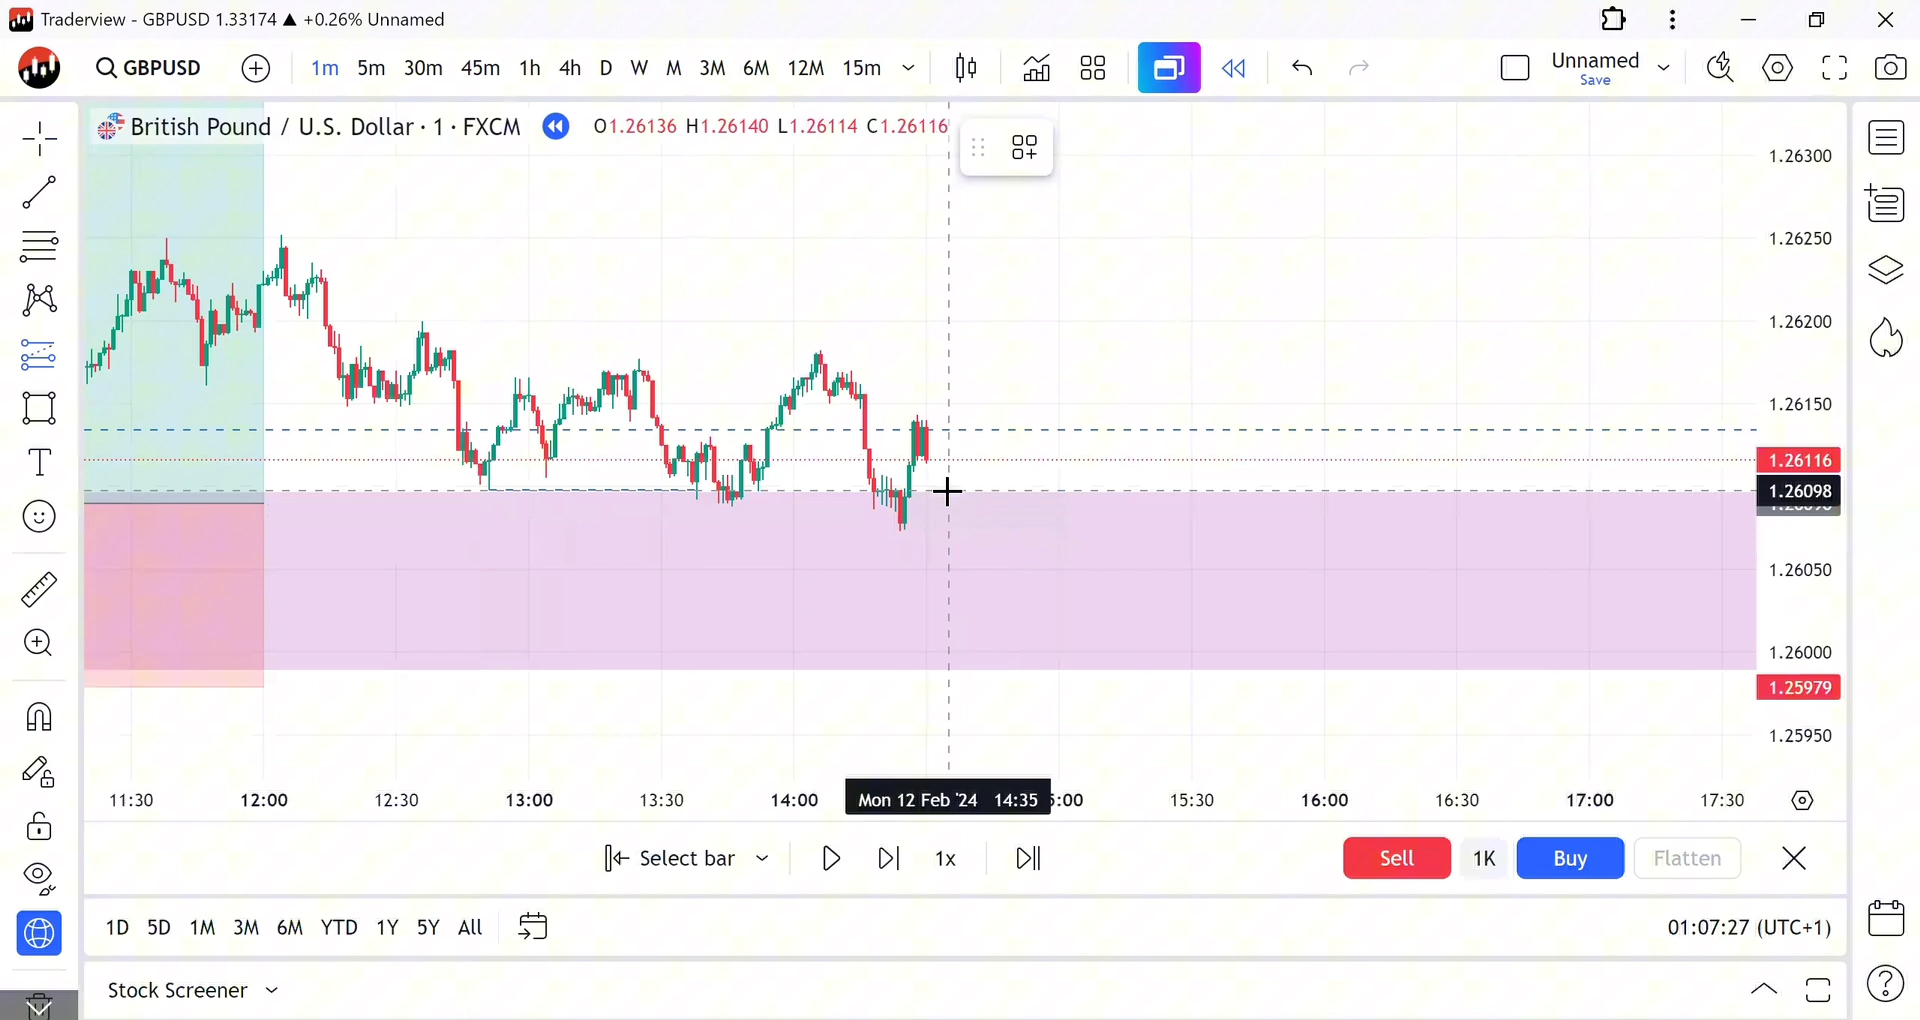 Traderview - GBPUSD 1.33174 ▲ +0.26% Unnamed
GBPUSD 1m 5m 30m 45m 1h 4h D W M 3M 6M 12M 15m Unnamed
Save
British Pound / U.S. Dollar · 1 · FXCM O1.26136 H1.26140 L1.26114 C1.26116
1.26300
1.26250
1.26200
1.26150
1.26116
1.26098
1.26050
1.26000
1.25979
1.25950
11:30 12:00 12:30 13:00 13:30 14:00 Mon 12 Feb '24 14:35 5:00 15:30 16:00 16:30 17:00 17:30
Select bar 1x Sell 1K Buy Flatten
1D 5D 1M 3M 6M YTD 1Y 5Y All 01:07:27 (UTC+1)
Stock Screener